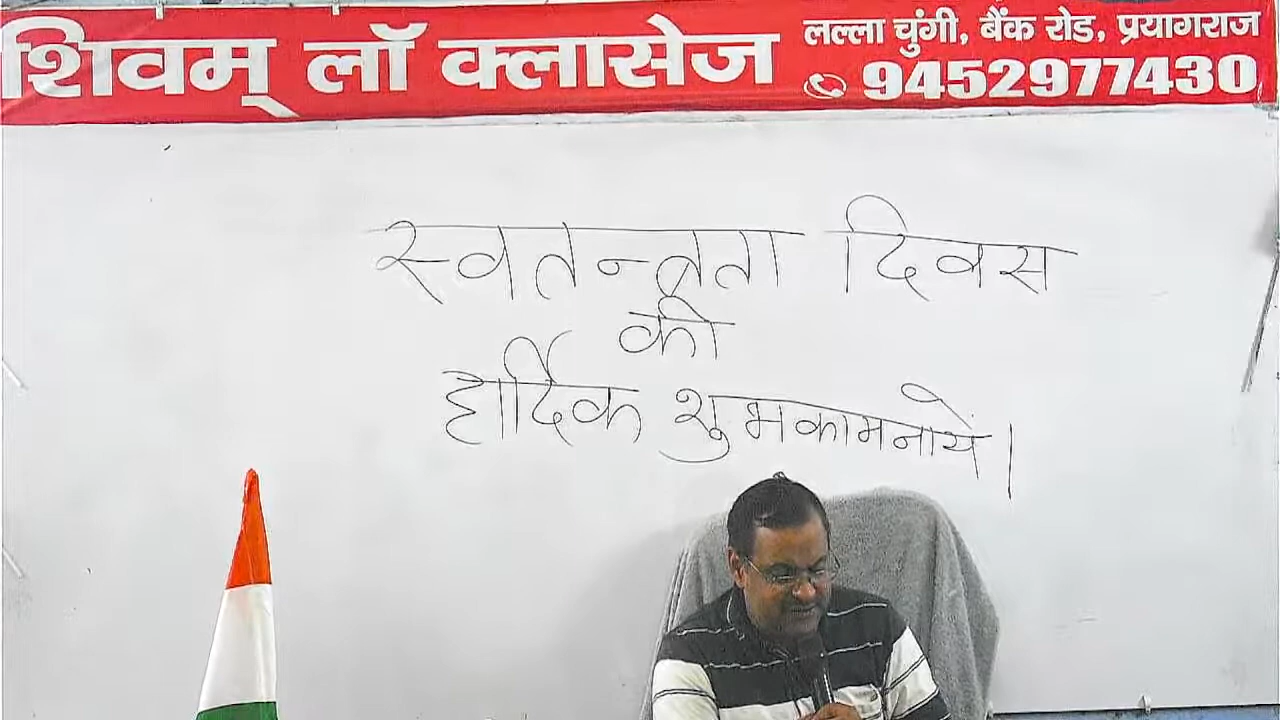 शिवम् लॉ क्लासेज
लल्ला चुंगी, बैंक रोड, प्रयागराज
9452977430
स्वतन्त्रता दिवस
की
हार्दिक शुभकामनायें।